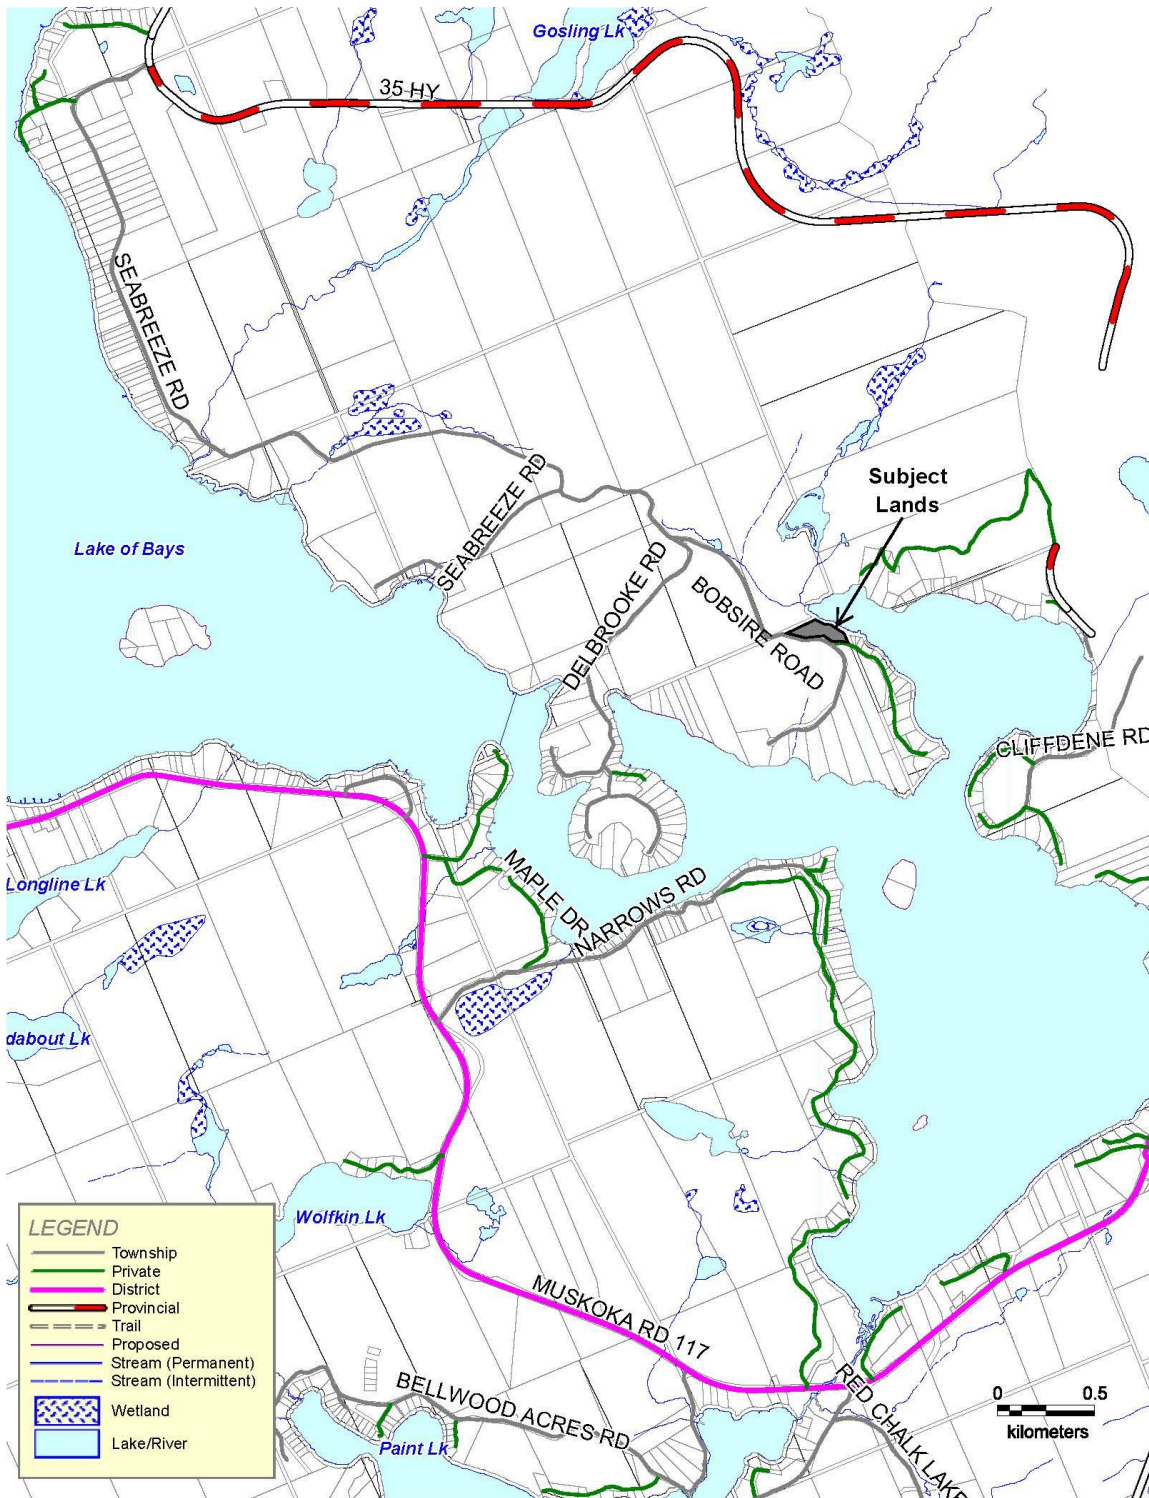 Gosling Lk
35 HY
SEABREEZE RD
Subject
Lands
SEABREEZE RD
Lake of Bays
DELBROOKE RD
BOBSIRE ROAD
CLIFFDENE RD
MAPLE DR
NARROWS RD
Longline Lk
dabout Lk
Wolfkin Lk
MUSKOKA RD 117
RED CHALK LAKE
BELLWOOD ACRES RD
Paint Lk
LEGEND
Township
Private
District
Provincial
Trail
Proposed
Stream (Permanent)
Stream (Intermittent)
Wetland
Lake/River
0 0.5
kilometers